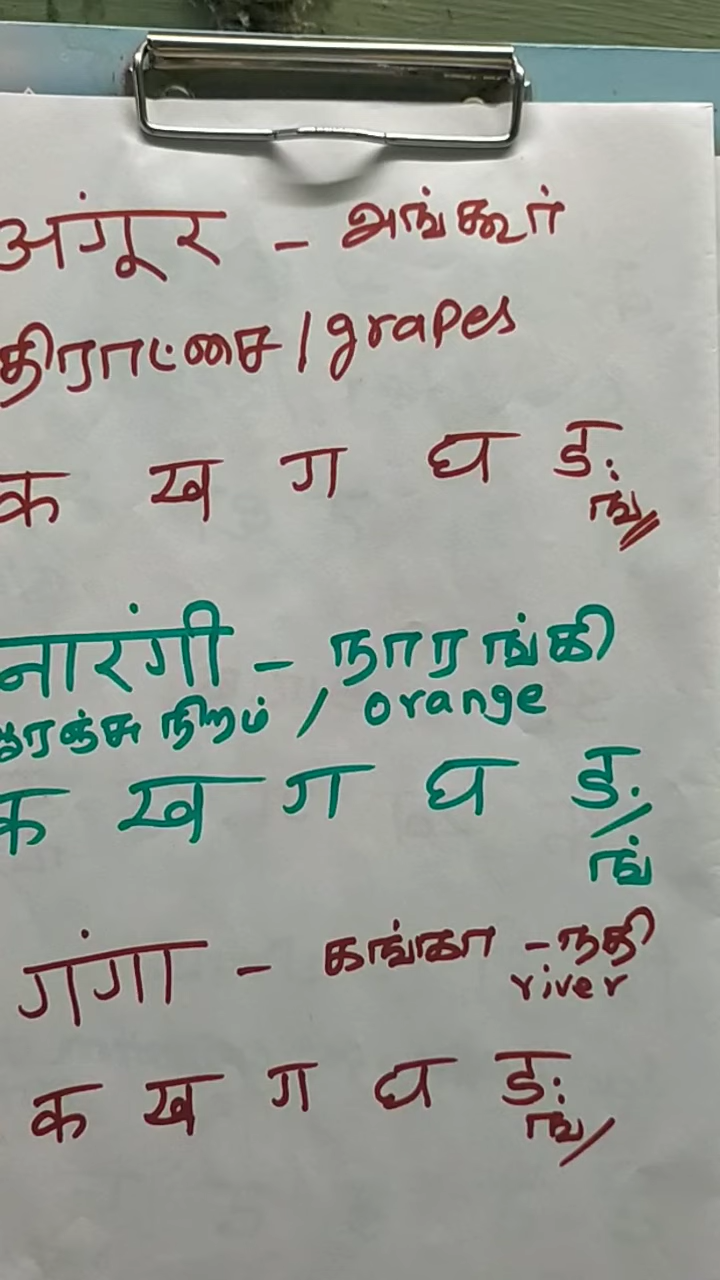 अंगूर - அங்கூர்
திராட்சை / grapes
क ख ग घ ङ:
ங
नारंगी - நாரங்கி
ஆரஞ்சு நிறம் / orange
क ख ग घ ङ.
ங்
गंगा - கங்கா - நதி
river
क ख ग घ ङ:
ங